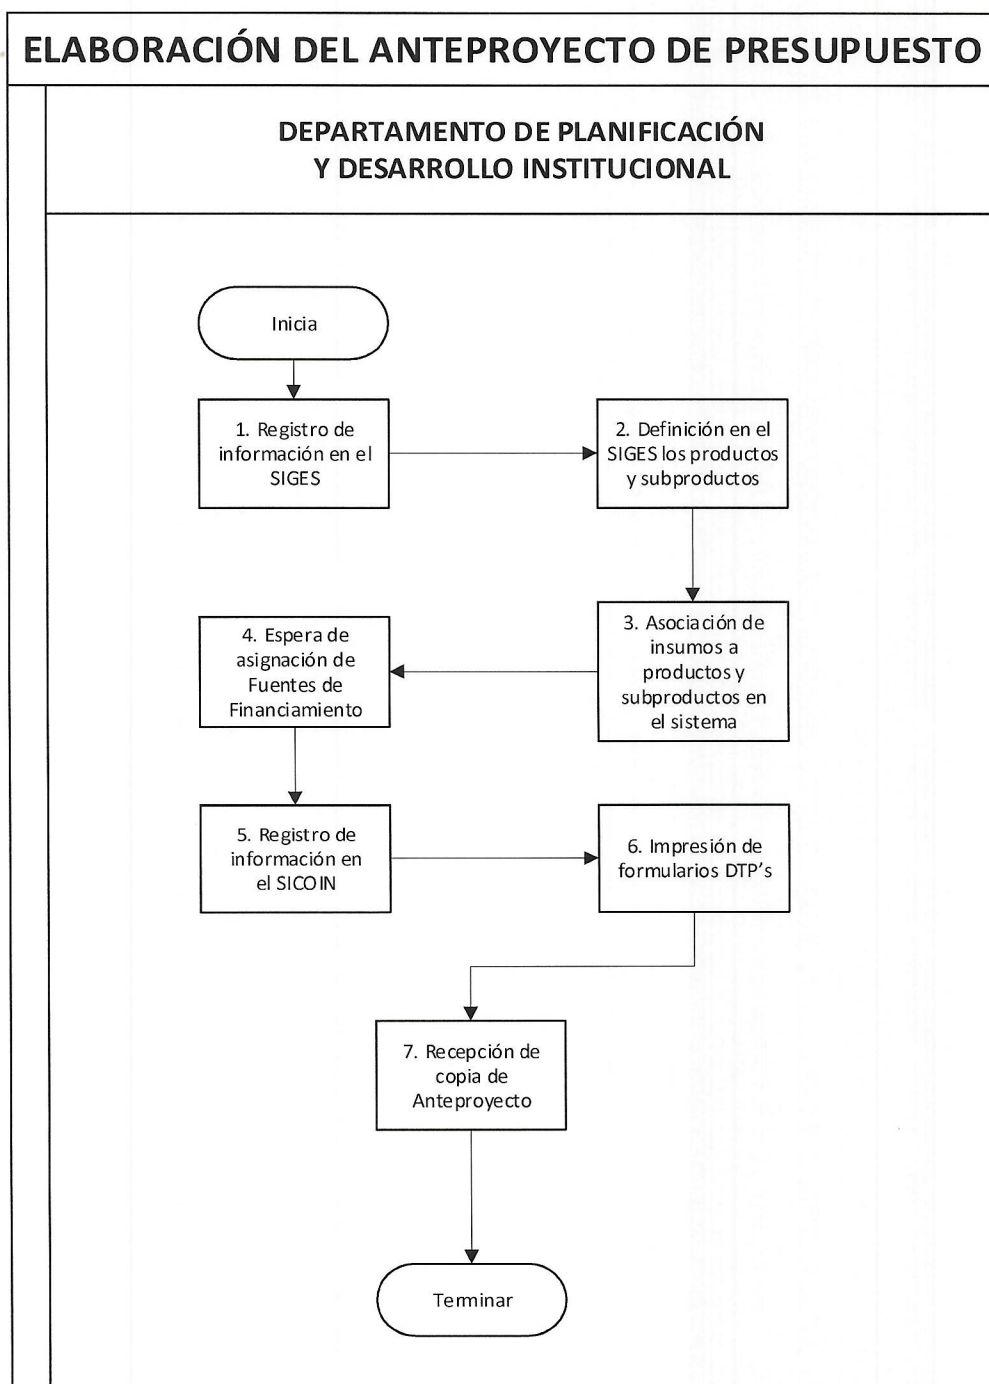 ELABORACIÓN DEL ANTEPROYECTO DE PRESUPUESTO
DEPARTAMENTO DE PLANIFICACIÓN
Y DESARROLLO INSTITUCIONAL
Inicia
1. Registro de
información en el
SIGES
2. Definición en el
SIGES los productos
y subproductos
3. Asociación de
insumos a
productos y
subproductos en
el sistema
4. Espera de
asignación de
Fuentes de
Financiamiento
5. Registro de
información en
el SICOIN
6. Impresión de
formularios DTP's
7. Recepción de
copia de
Anteproyecto
Terminar